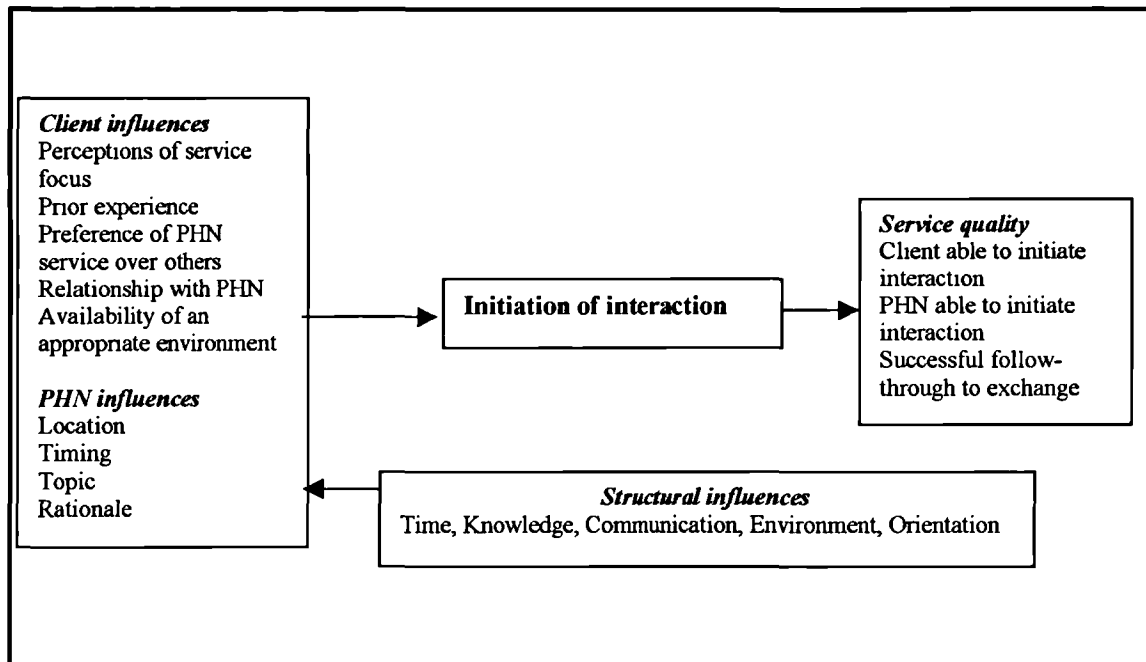 Client influences
Perceptions of service
focus
Prior experience
Preference of PHN
service over others
Relationship with PHN
Availability of an
appropriate environment
PHN influences
Location
Timing
Topic
Rationale
Initiation of interaction
Service quality
Client able to initiate
interaction
PHN able to initiate
interaction
Successful follow-
through to exchange
Structural influences
Time, Knowledge, Communication, Environment, Orientation